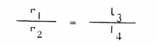 r₁ / r₂ = l₃ / l₄